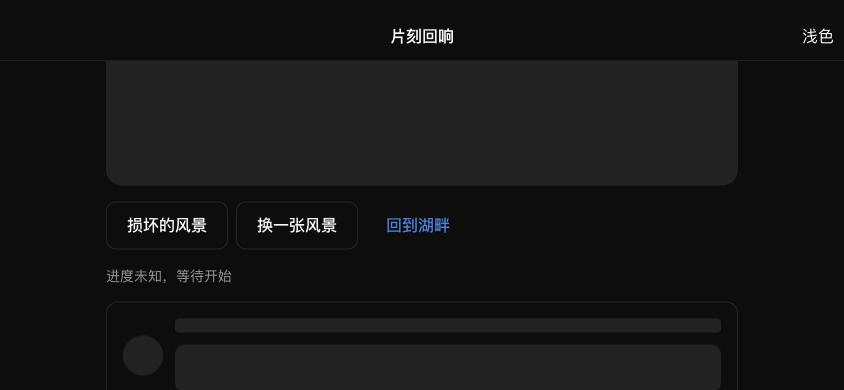 片刻回响
浅色
损坏的风景
换一张风景
回到湖畔
进度未知，等待开始